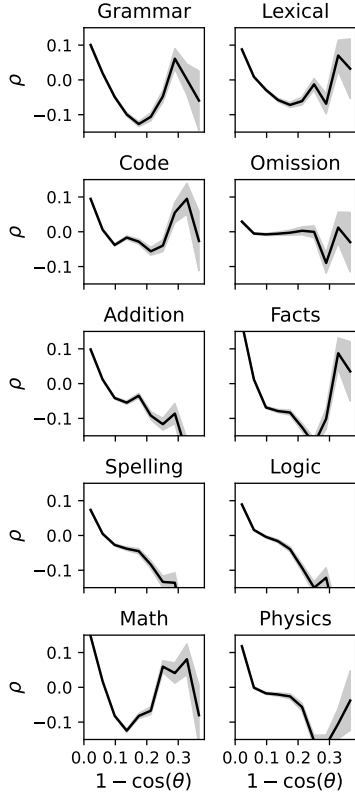 Grammar Lexical
0.1
0.0
−0.1
ρ
Code Omission
0.1
0.0
−0.1
ρ
Addition Facts
0.1
0.0
−0.1
ρ
Spelling Logic
0.1
0.0
−0.1
ρ
Math Physics
0.1
0.0
−0.1
ρ
0.0 0.1 0.2 0.3 0.0 0.1 0.2 0.3
1 − cos(θ) 1 − cos(θ)